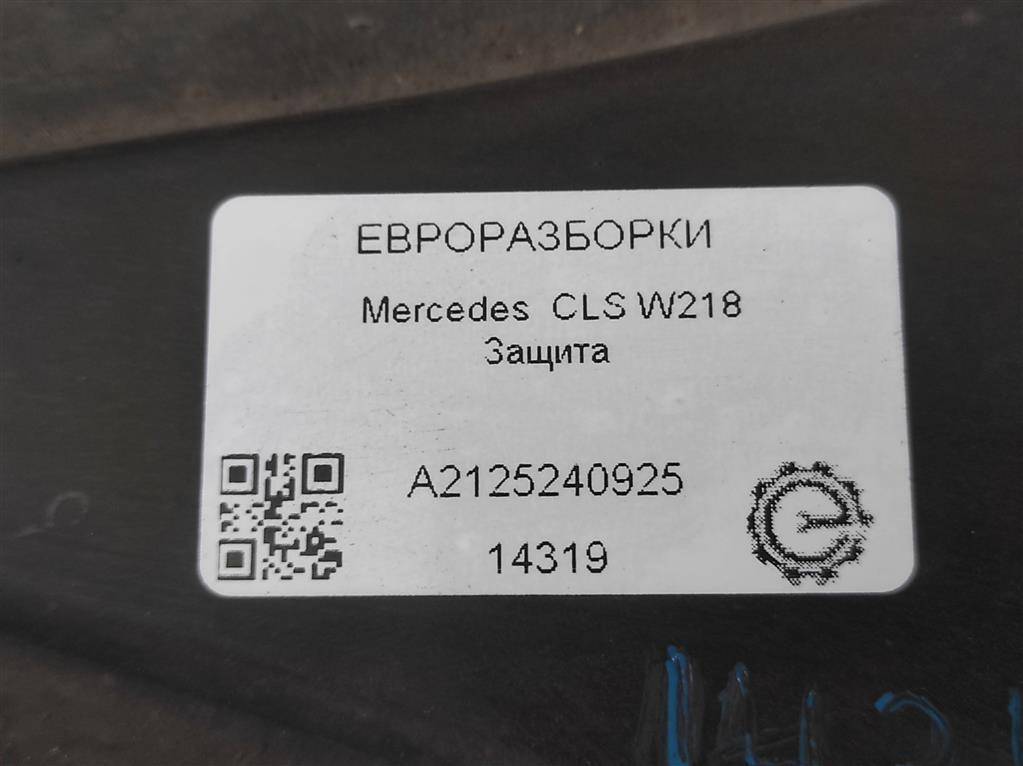 ЕВРОРАЗБОРКИ
Mercedes CLS W218
Защита
A2125240925
14319